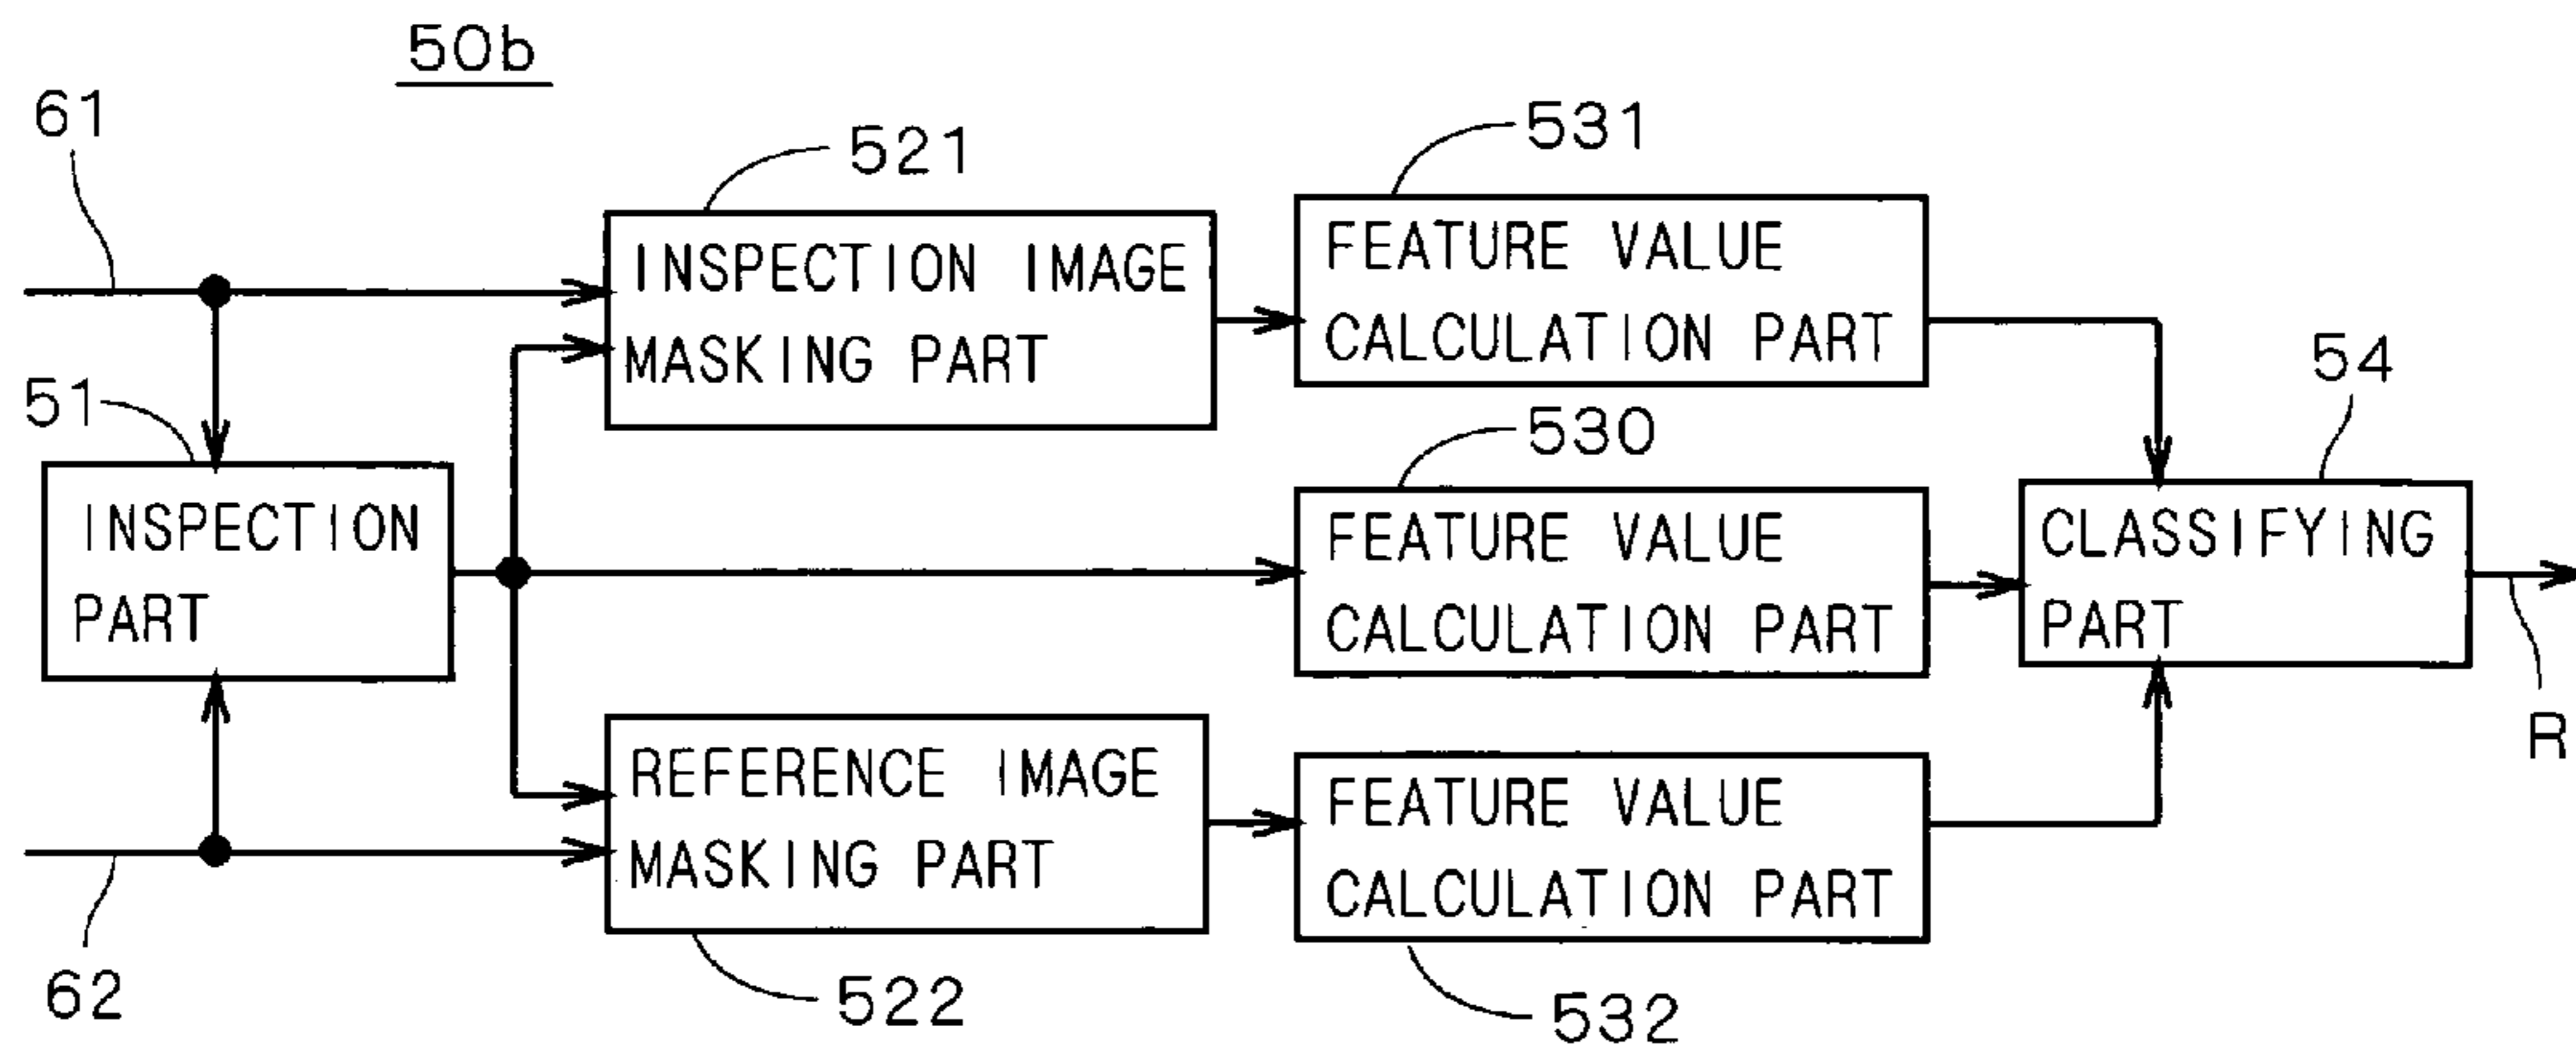 50b
61
521
531
INSPECTION IMAGE
MASKING PART
FEATURE VALUE
CALCULATION PART
51
530
54
INSPECTION
PART
FEATURE VALUE
CALCULATION PART
CLASSIFYING
PART
R
REFERENCE IMAGE
MASKING PART
FEATURE VALUE
CALCULATION PART
62
522
532